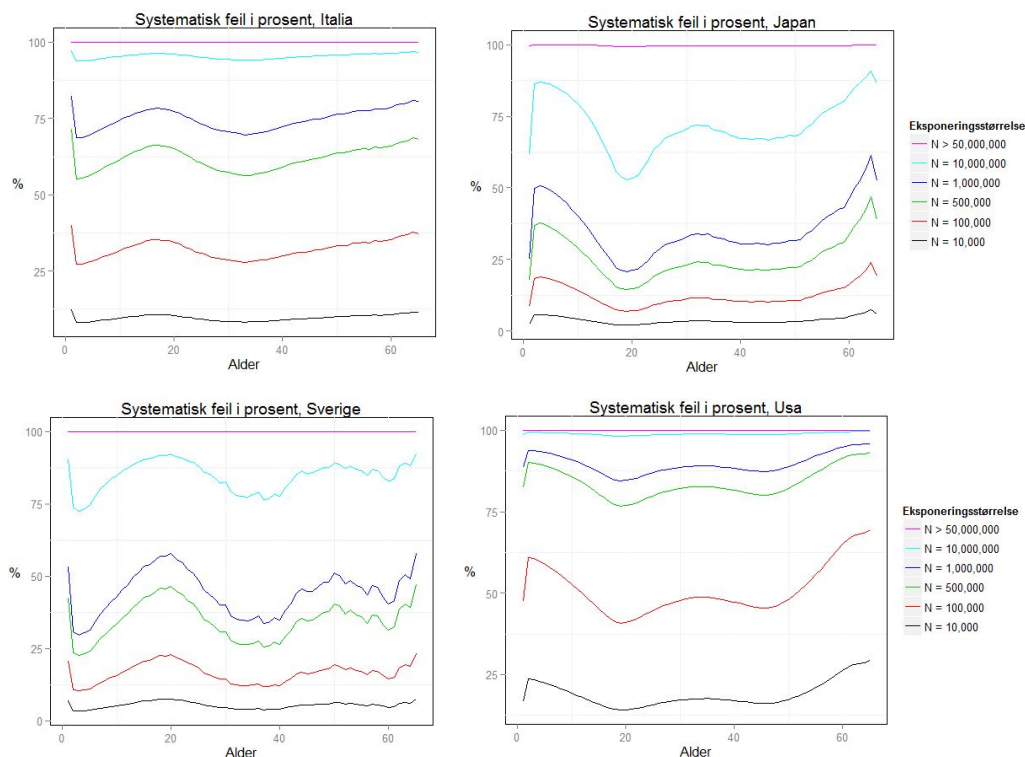 Systematisk feil i prosent, Italia
100
75
50
25
%
0
20
40
60
Alder
Systematisk feil i prosent, Japan
100
75
50
25
0
%
0
20
40
60
Alder
Eksponeringsstørrelse
N > 50,000,000
N = 10,000,000
N = 1,000,000
N = 500,000
N = 100,000
N = 10,000
Systematisk feil i prosent, Sverige
100
75
50
25
0
%
0
20
40
60
Alder
Systematisk feil i prosent, Usa
100
75
50
25
%
0
20
40
60
Alder
Eksponeringsstørrelse
N > 50,000,000
N = 10,000,000
N = 1,000,000
N = 500,000
N = 100,000
N = 10,000